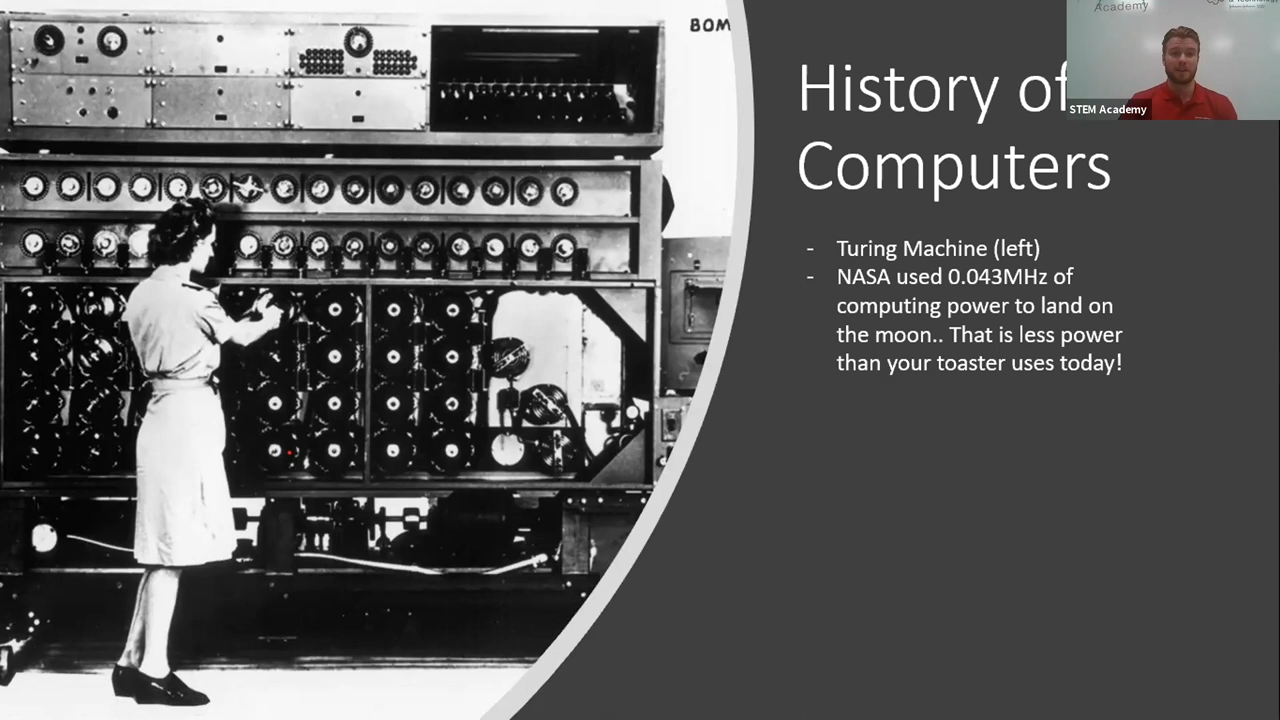 BOM
History of
Computers
Academy
STEM Academy
- Turing Machine (left)
- NASA used 0.043MHz of
computing power to land on
the moon.. That is less power
than your toaster uses today!